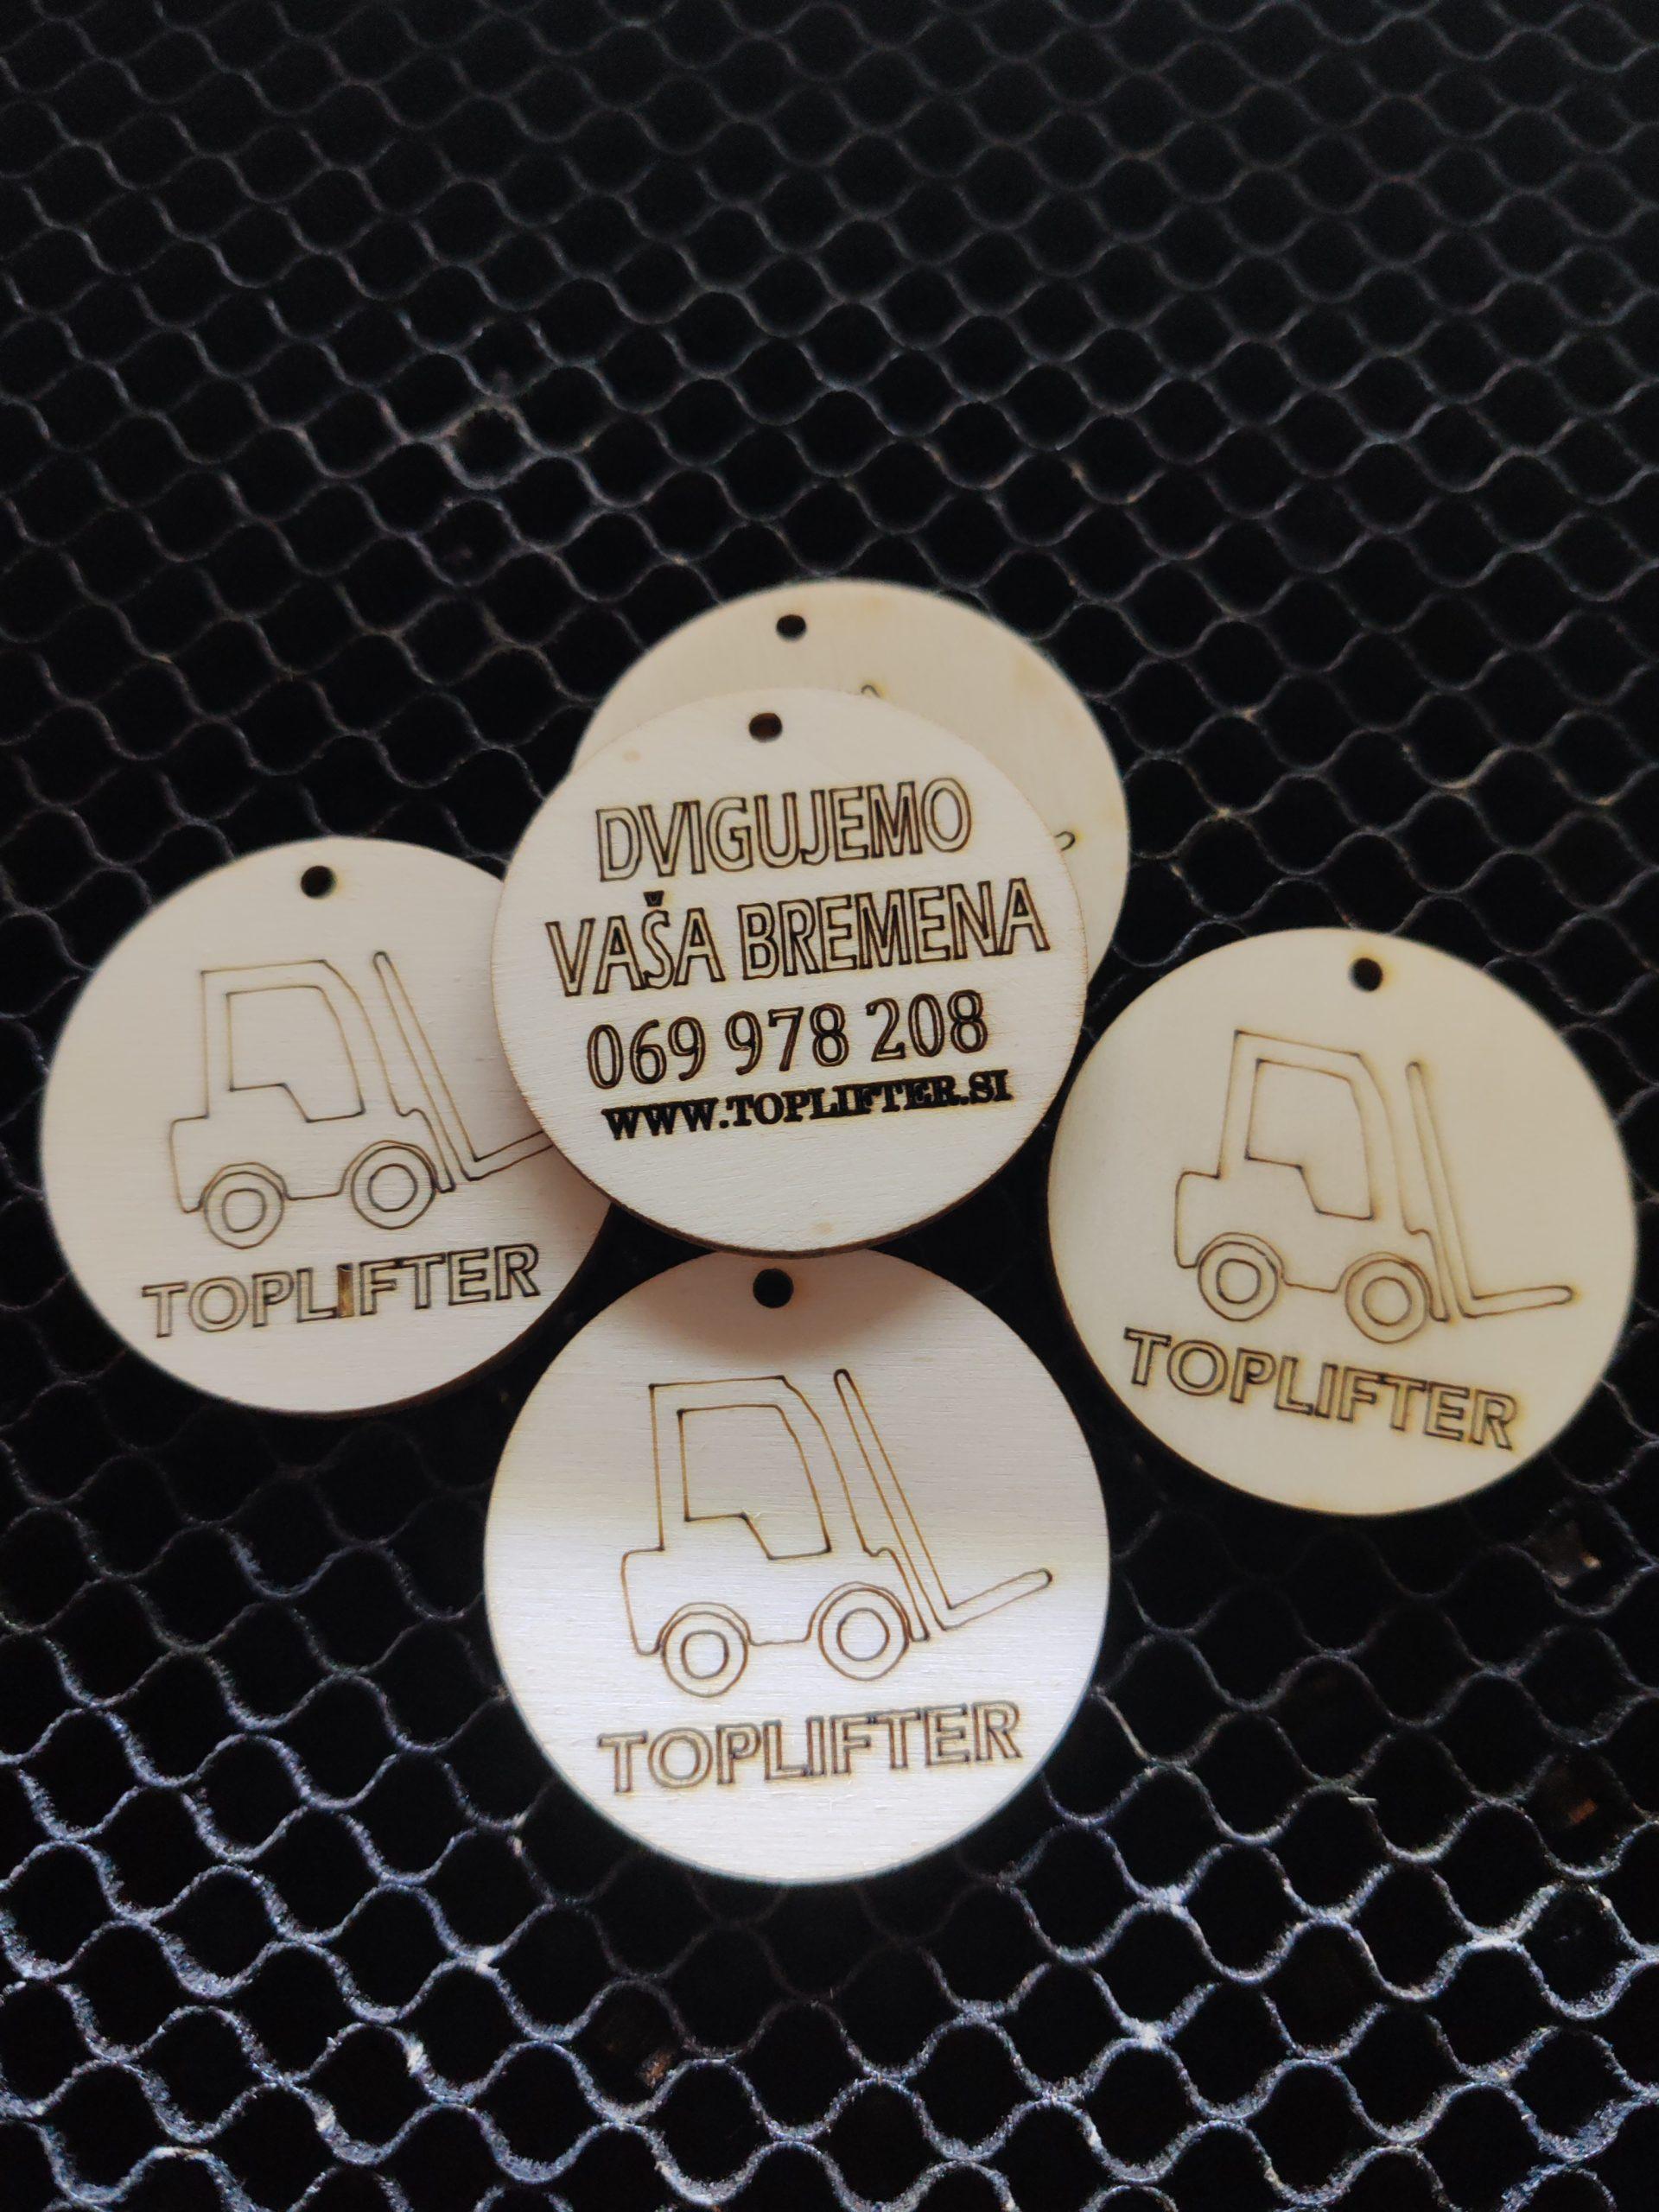 DVIGUJEMO
VAŠA BREMENA
069 978 208
WWW.TOPLIFTER.SI
TOPLIFTER
TOPLIFTER
TOPLIFTER